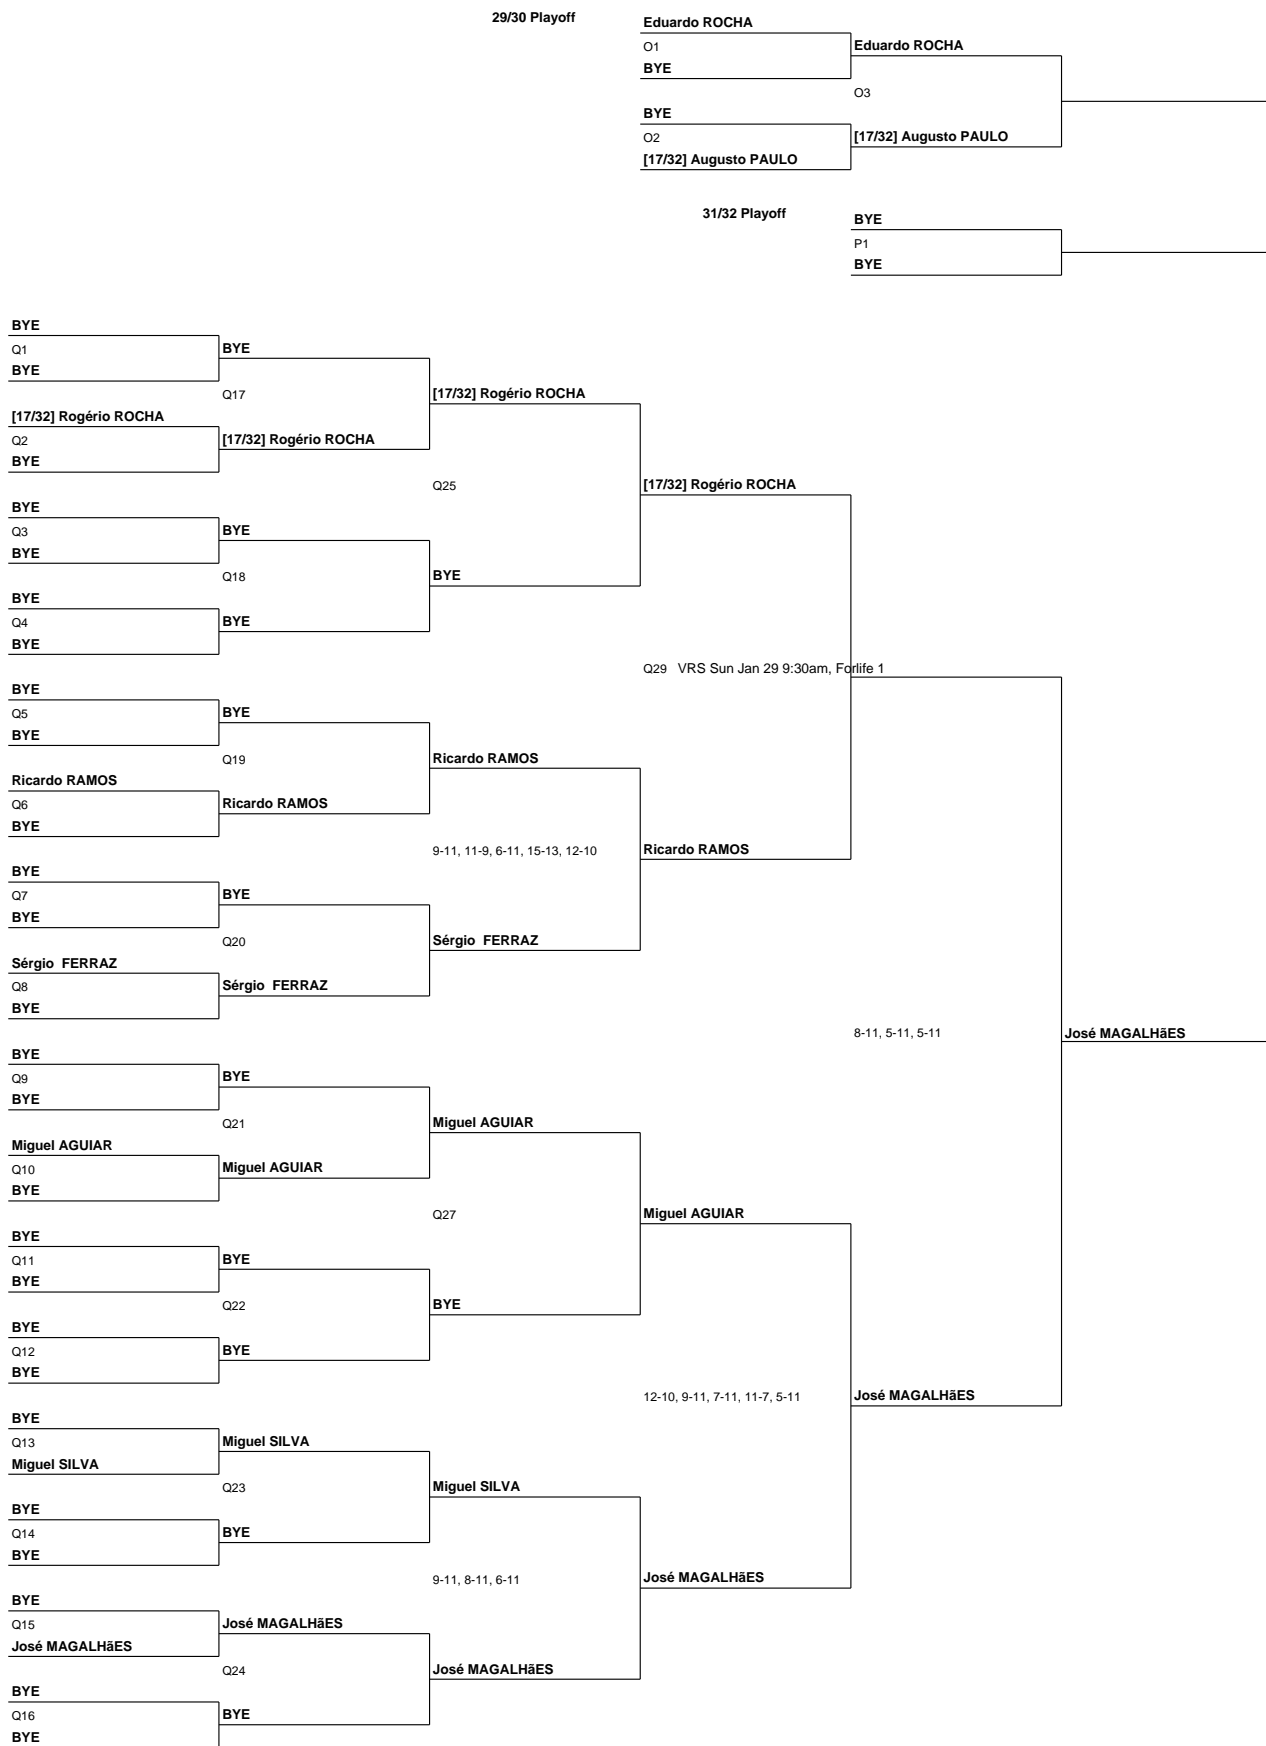 29/30 Playoff
Eduardo ROCHA
O1
Eduardo ROCHA
BYE
O3
BYE
O2
[17/32] Augusto PAULO
[17/32] Augusto PAULO
31/32 Playoff
BYE
P1
BYE
BYE
Q1
BYE
BYE
Q17
[17/32] Rogério ROCHA
[17/32] Rogério ROCHA
Q2
[17/32] Rogério ROCHA
BYE
Q25
[17/32] Rogério ROCHA
BYE
Q3
BYE
BYE
Q18
BYE
BYE
Q4
BYE
BYE
Q29 VRS Sun Jan 29 9:30am, Forlife 1
BYE
Q5
BYE
BYE
Q19
Ricardo RAMOS
Ricardo RAMOS
Q6
Ricardo RAMOS
BYE
9-11, 11-9, 6-11, 15-13, 12-10
Ricardo RAMOS
BYE
Q7
BYE
BYE
Q20
Sérgio FERRAZ
Sérgio FERRAZ
Q8
Sérgio FERRAZ
BYE
8-11, 5-11, 5-11
José MAGALHãES
BYE
Q9
BYE
BYE
Q21
Miguel AGUIAR
Miguel AGUIAR
Q10
Miguel AGUIAR
BYE
Q27
Miguel AGUIAR
BYE
Q11
BYE
BYE
Q22
BYE
BYE
Q12
BYE
BYE
12-10, 9-11, 7-11, 11-7, 5-11
José MAGALHãES
BYE
Q13
Miguel SILVA
Miguel SILVA
Q23
Miguel SILVA
BYE
Q14
BYE
BYE
9-11, 8-11, 6-11
José MAGALHãES
BYE
Q15
José MAGALHãES
José MAGALHãES
Q24
José MAGALHãES
BYE
Q16
BYE
BYE